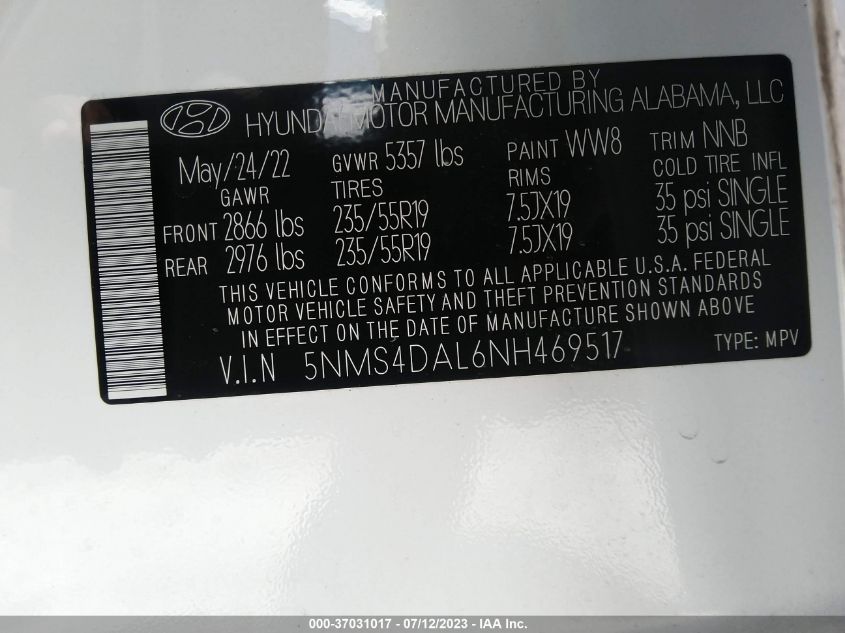 MANUFACTURED BY
HYUNDAI MOTOR MANUFACTURING ALABAMA, LLC
May/24/22 GVWR 5357 lbs PAINT WW8 TRIM NNB
GAWR TIRES RIMS COLD TIRE INFL
FRONT 2866 lbs 235/55R19 7.5JX19 35 psi SINGLE
REAR 2976 lbs 235/55R19 7.5JX19 35 psi SINGLE
THIS VEHICLE CONFORMS TO ALL APPLICABLE U.S.A. FEDERAL
MOTOR VEHICLE SAFETY AND THEFT PREVENTION STANDARDS
IN EFFECT ON THE DATE OF MANUFACTURE SHOWN ABOVE
V.I.N 5NMS4DAL6NH469517 TYPE: MPV
000-37031017 - 07/12/2023 - IAA Inc.